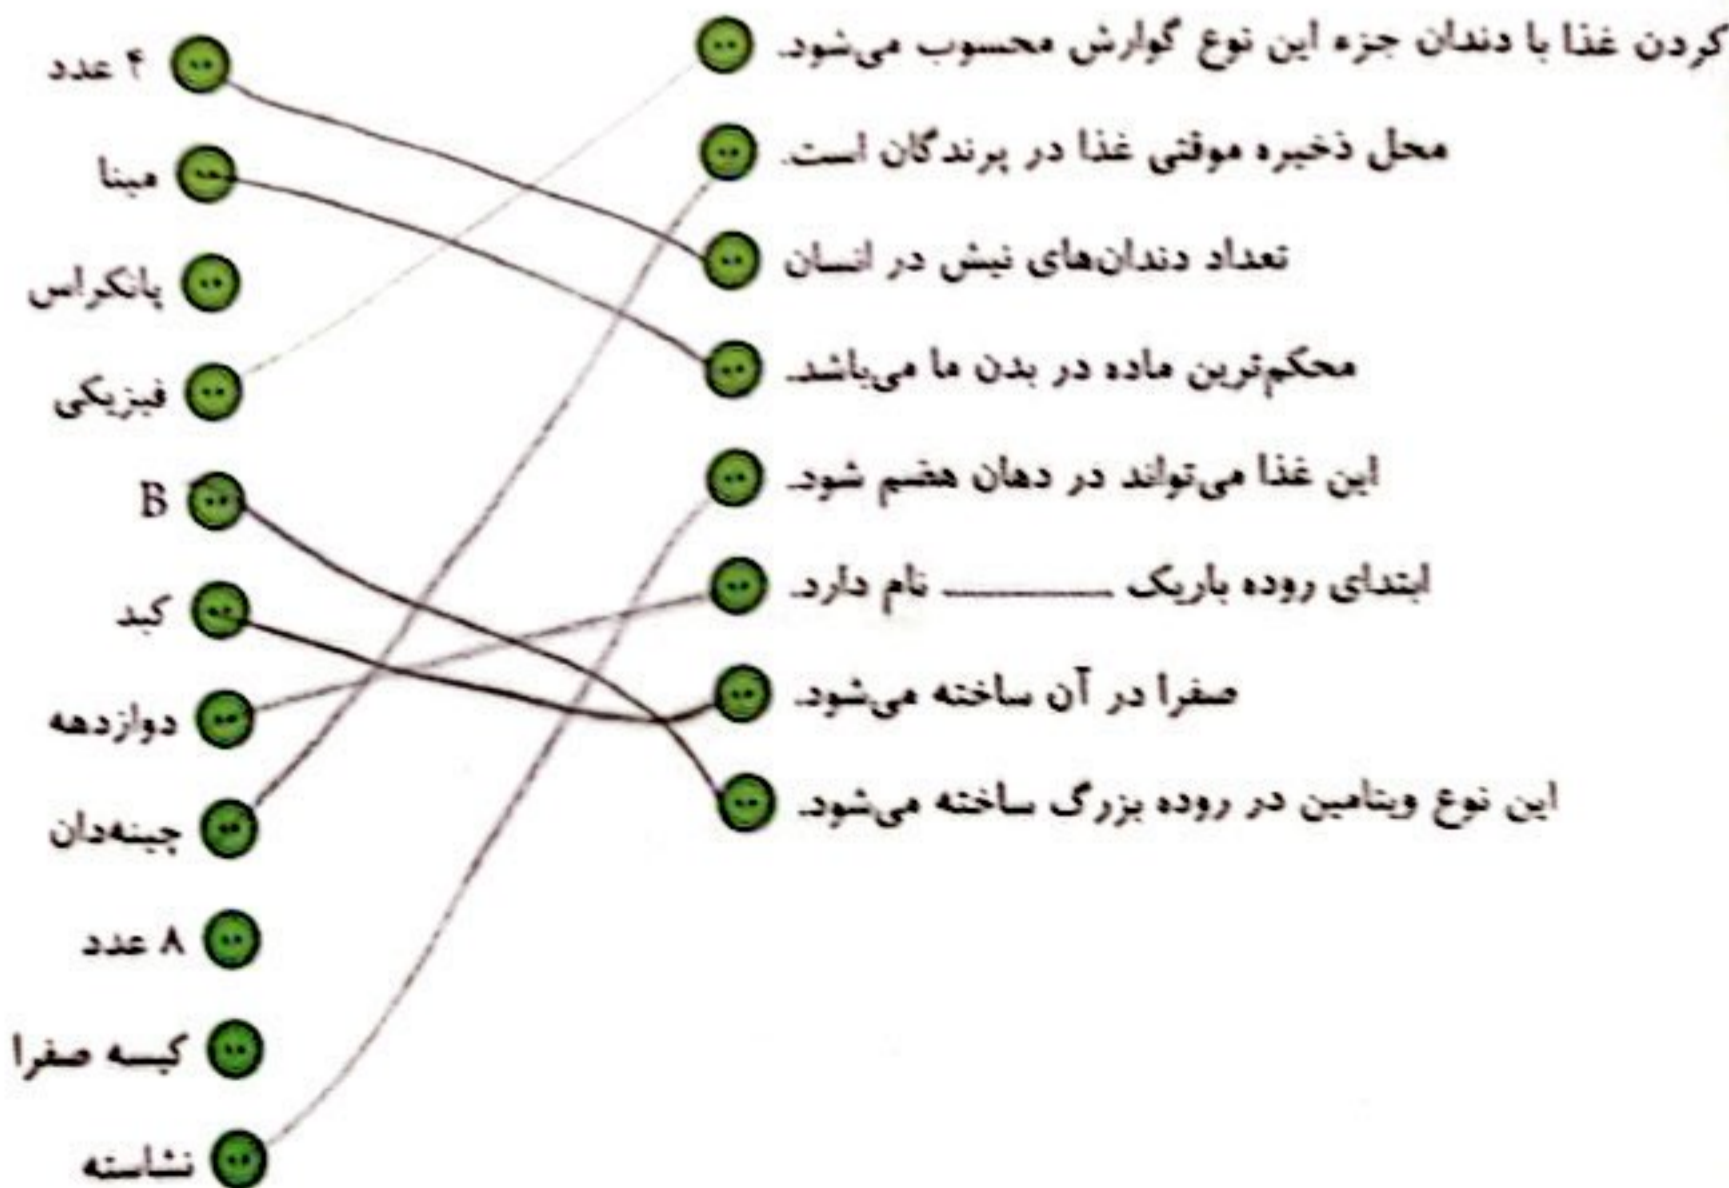 کردن غذا با دندان جزء این نوع گوارش محسوب می‌شود.
محل ذخیره موقتی غذا در پرندگان است.
تعداد دندان‌های نیش در انسان
محکم‌ترین ماده در بدن ما می‌باشد.
این غذا می‌تواند در دهان هضم شود.
ابتدای روده باریک ــــــــــ نام دارد.
صفرا در آن ساخته می‌شود.
این نوع ویتامین در روده بزرگ ساخته می‌شود.
۴ عدد
مینا
پانکراس
فیزیکی
B
کبد
دوازدهه
چینه‌دان
۸ عدد
کیسه صفرا
نشاسته